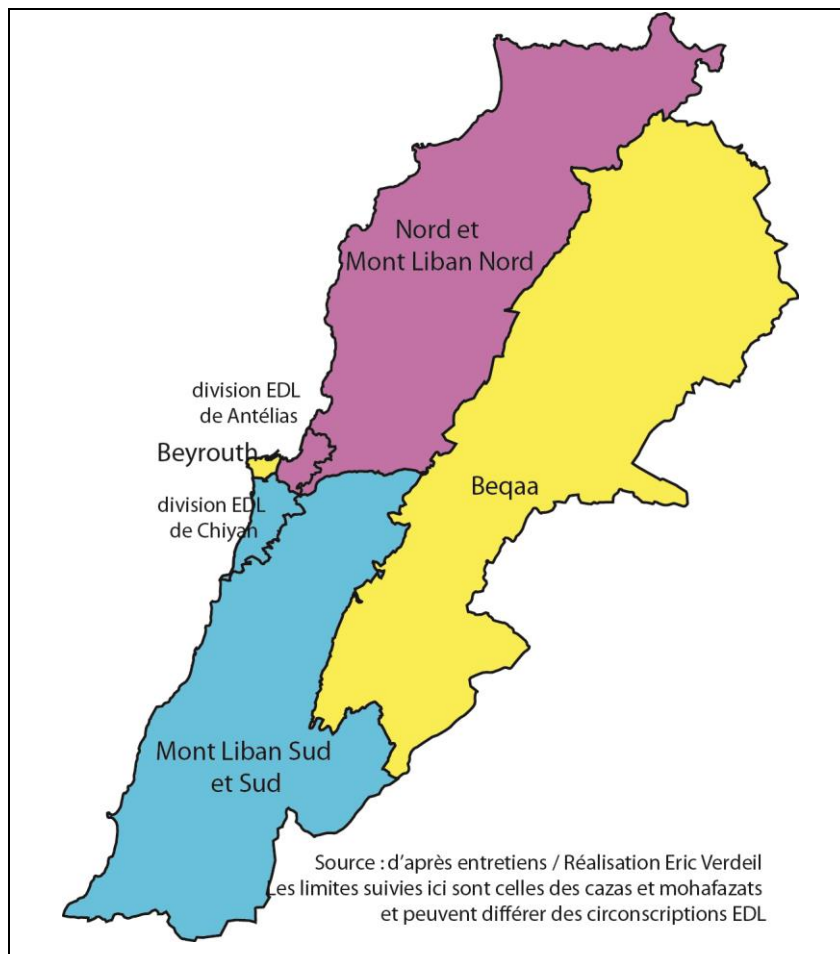 Nord et
Mont Liban Nord
division EDL
de Antélias
Beyrouth
Beqaa
division EDL
de Chiyah
Mont Liban Sud
et Sud
Source : d'après entretiens / Réalisation Eric Verdeil
Les limites suivies ici sont celles des cazas et mohafazats
et peuvent différer des circonscriptions EDL